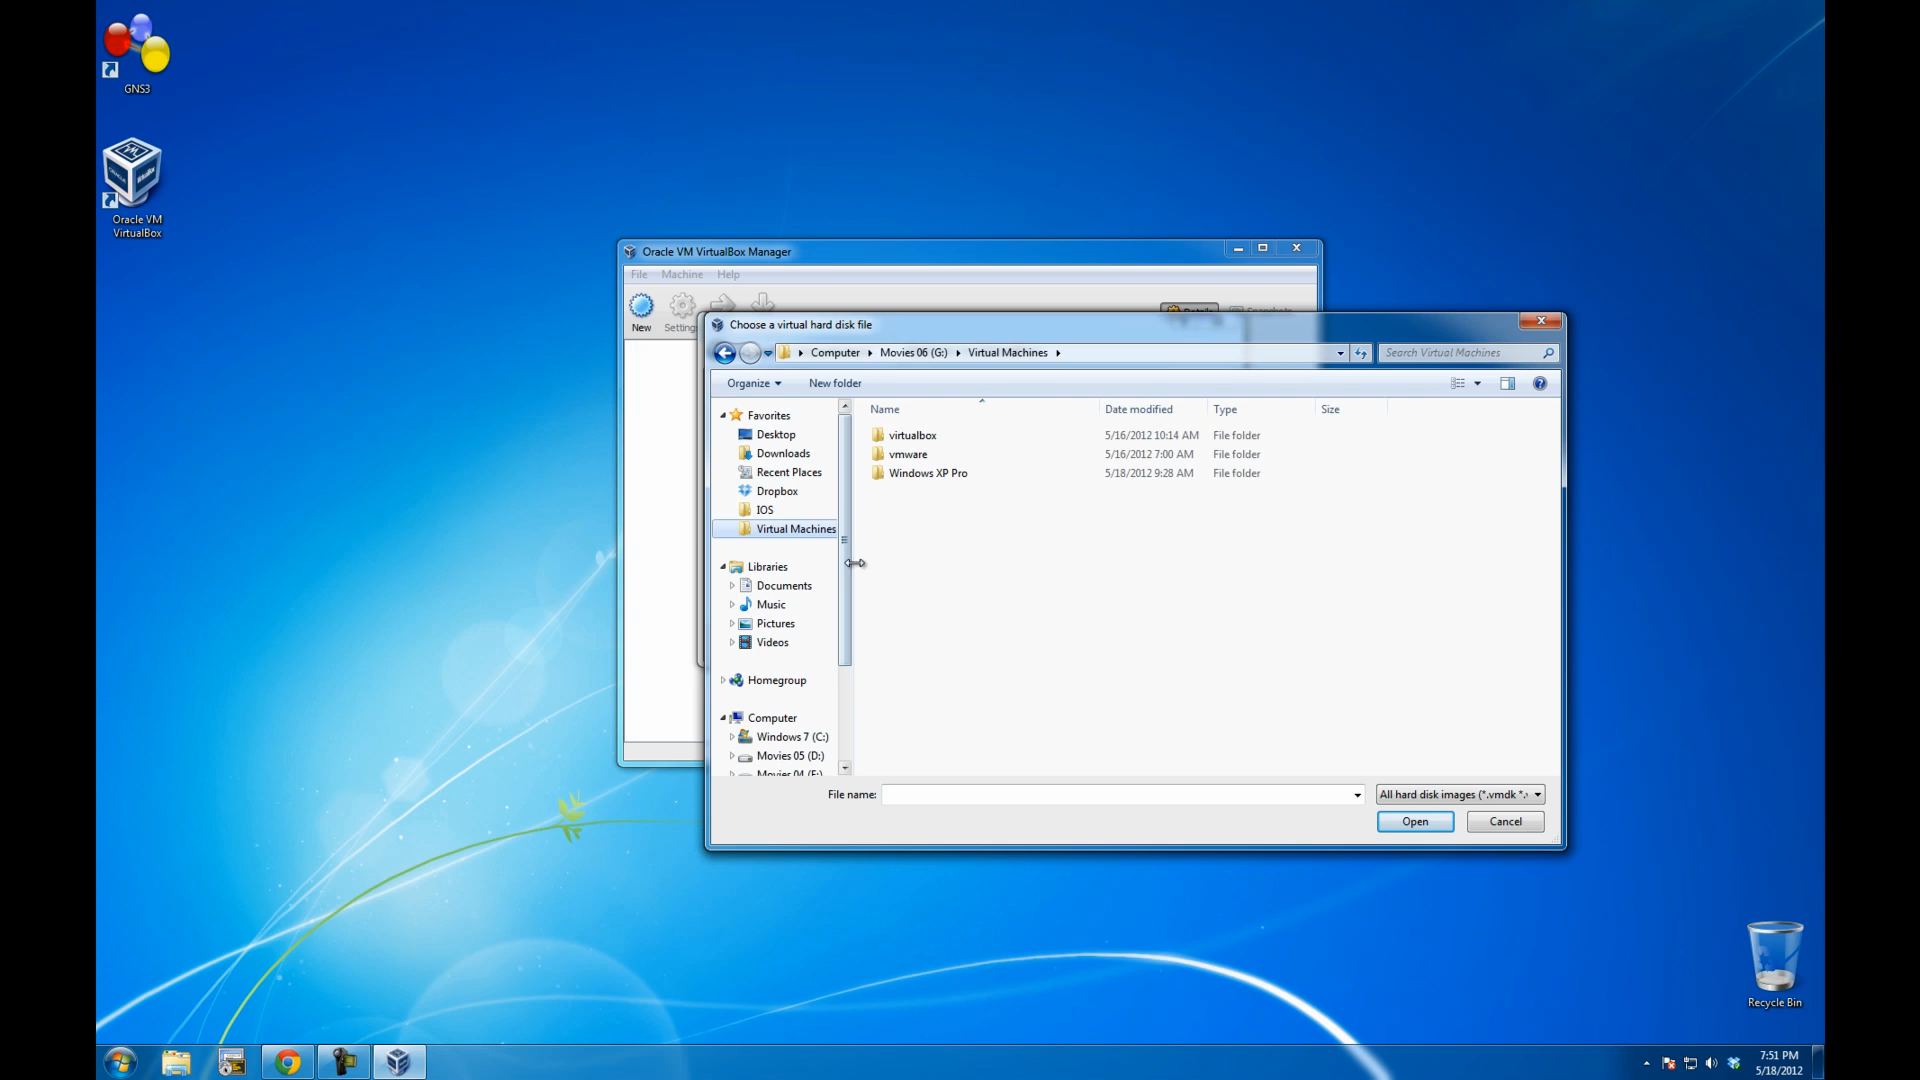 GNS3
Oracle VM
VirtualBox
Oracle VM VirtualBox Manager
File Machine Help
New
Choose a virtual hard disk file
Computer Movies 06 (G:) Virtual Machines
Search Virtual Machines
Organize New folder
Favorites
Desktop
Downloads
Recent Places
Dropbox
IOS
Virtual Machines
Libraries
Documents
Music
Pictures
Videos
Homegroup
Computer
Windows 7 (C:)
Movies 05 (D:)
Name Date modified Type Size
virtualbox 5/16/2012 10:14 AM File folder
vmware 5/16/2012 7:00 AM File folder
Windows XP Pro 5/18/2012 9:28 AM File folder
File name: All hard disk images (*.vmdk *.
Open Cancel
Recycle Bin
7:51 PM
5/18/2012